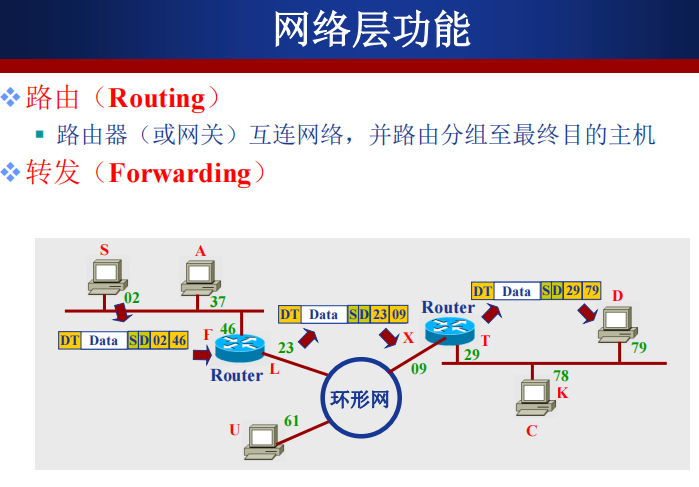 网络层功能
路由（Routing）
路由器（或网关）互连网络，并路由分组至最终目的主机
转发（Forwarding）
S
A
02
37
DT Data S D 02 46
F
46
Router
DT Data S D 23 09
23
L
X
Router
DT Data S D 29 79
D
T
29
09
79
环形网
78
K
C
U
61